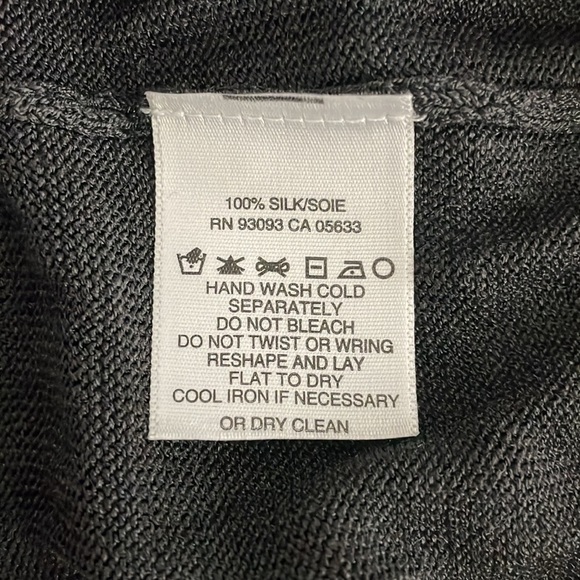 100% SILK/SOIE
RN 93093 CA 05633
HAND WASH COLD
SEPARATELY
DO NOT BLEACH
DO NOT TWIST OR WRING
RESHAPE AND LAY
FLAT TO DRY
COOL IRON IF NECESSARY
OR DRY CLEAN